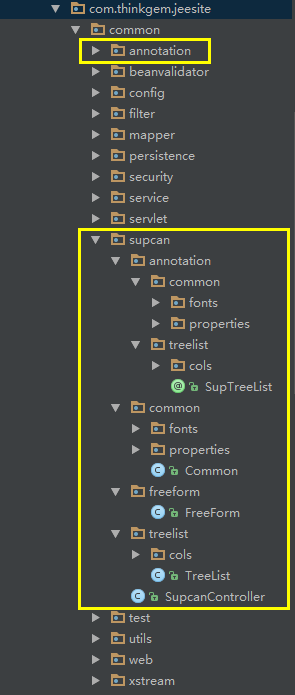 com.thinkgem.jeesite
common
annotation
beanvalidator
config
filter
mapper
persistence
security
service
servlet
supcan
annotation
common
fonts
properties
treelist
cols
@ SupTreeList
common
fonts
properties
C Common
freeform
C FreeForm
treelist
cols
C TreeList
C SupcanController
test
utils
web
xstream